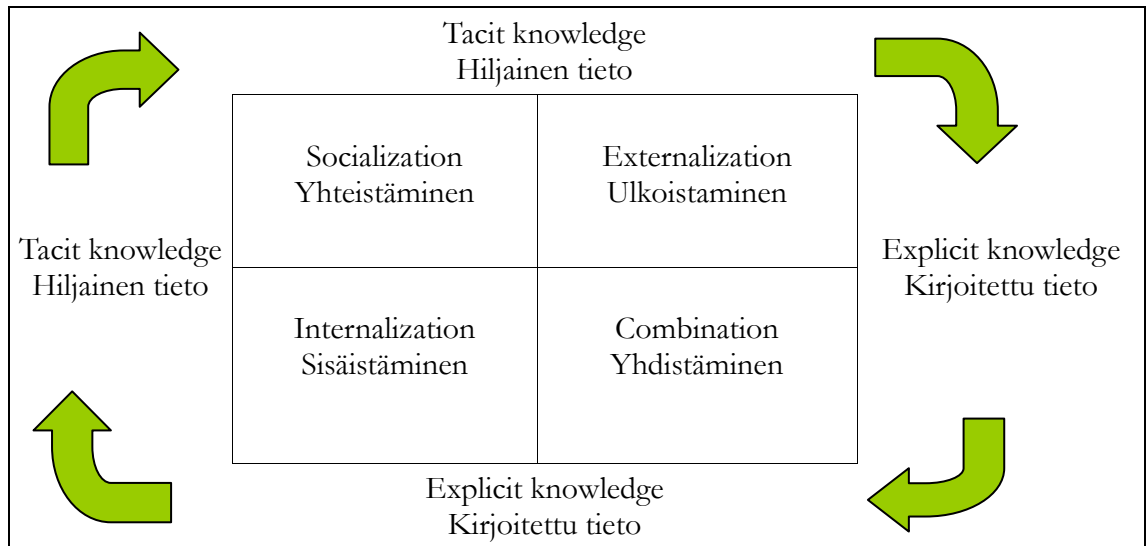 Tacit knowledge
Hiljainen tieto
Socialization
Yhteistäminen
Externalization
Ulkoistaminen
Tacit knowledge
Hiljainen tieto
Explicit knowledge
Kirjoitettu tieto
Internalization
Sisäistäminen
Combination
Yhdistäminen
Explicit knowledge
Kirjoitettu tieto